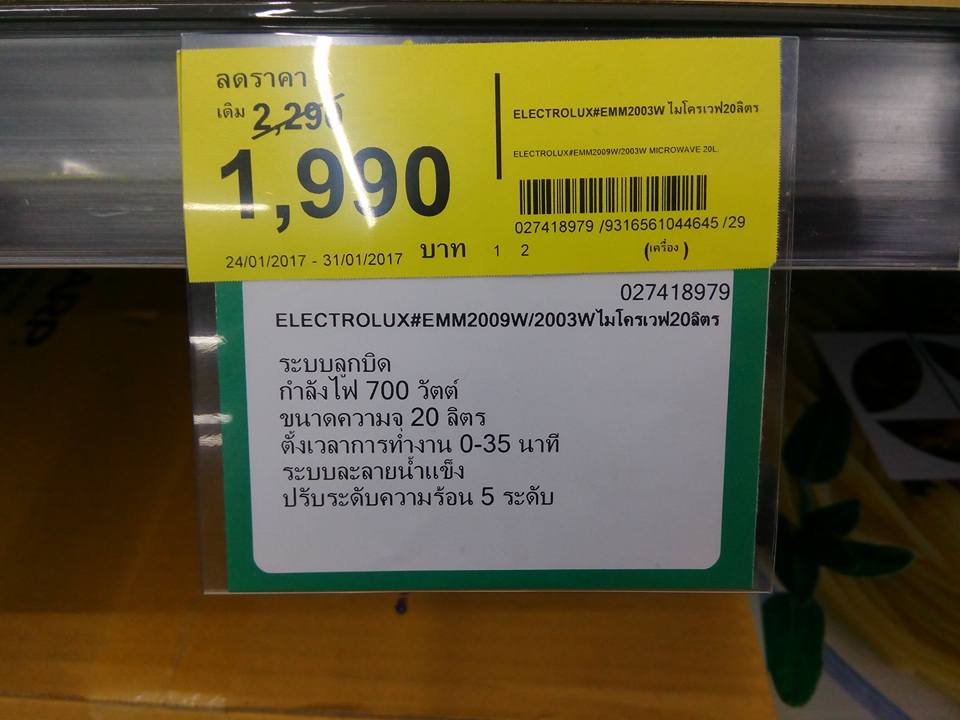 ลดราคา
เดิม 2,290
1,990
บาท
24/01/2017 - 31/01/2017
ELECTROLUX#EMM2003W ไมโครเวฟ20ลิตร
ELECTROLUX#EMM2009W/2003W MICROWAVE 20L.
027418979 /9316561044645 /29
1 2 (เครื่อง)
027418979
ELECTROLUX#EMM2009W/2003Wไมโครเวฟ20ลิตร
ระบบลูกบิด
กำลังไฟ 700 วัตต์
ขนาดความจุ 20 ลิตร
ตั้งเวลาการทำงาน 0-35 นาที
ระบบละลายน้ำแข็ง
ปรับระดับความร้อน 5 ระดับ